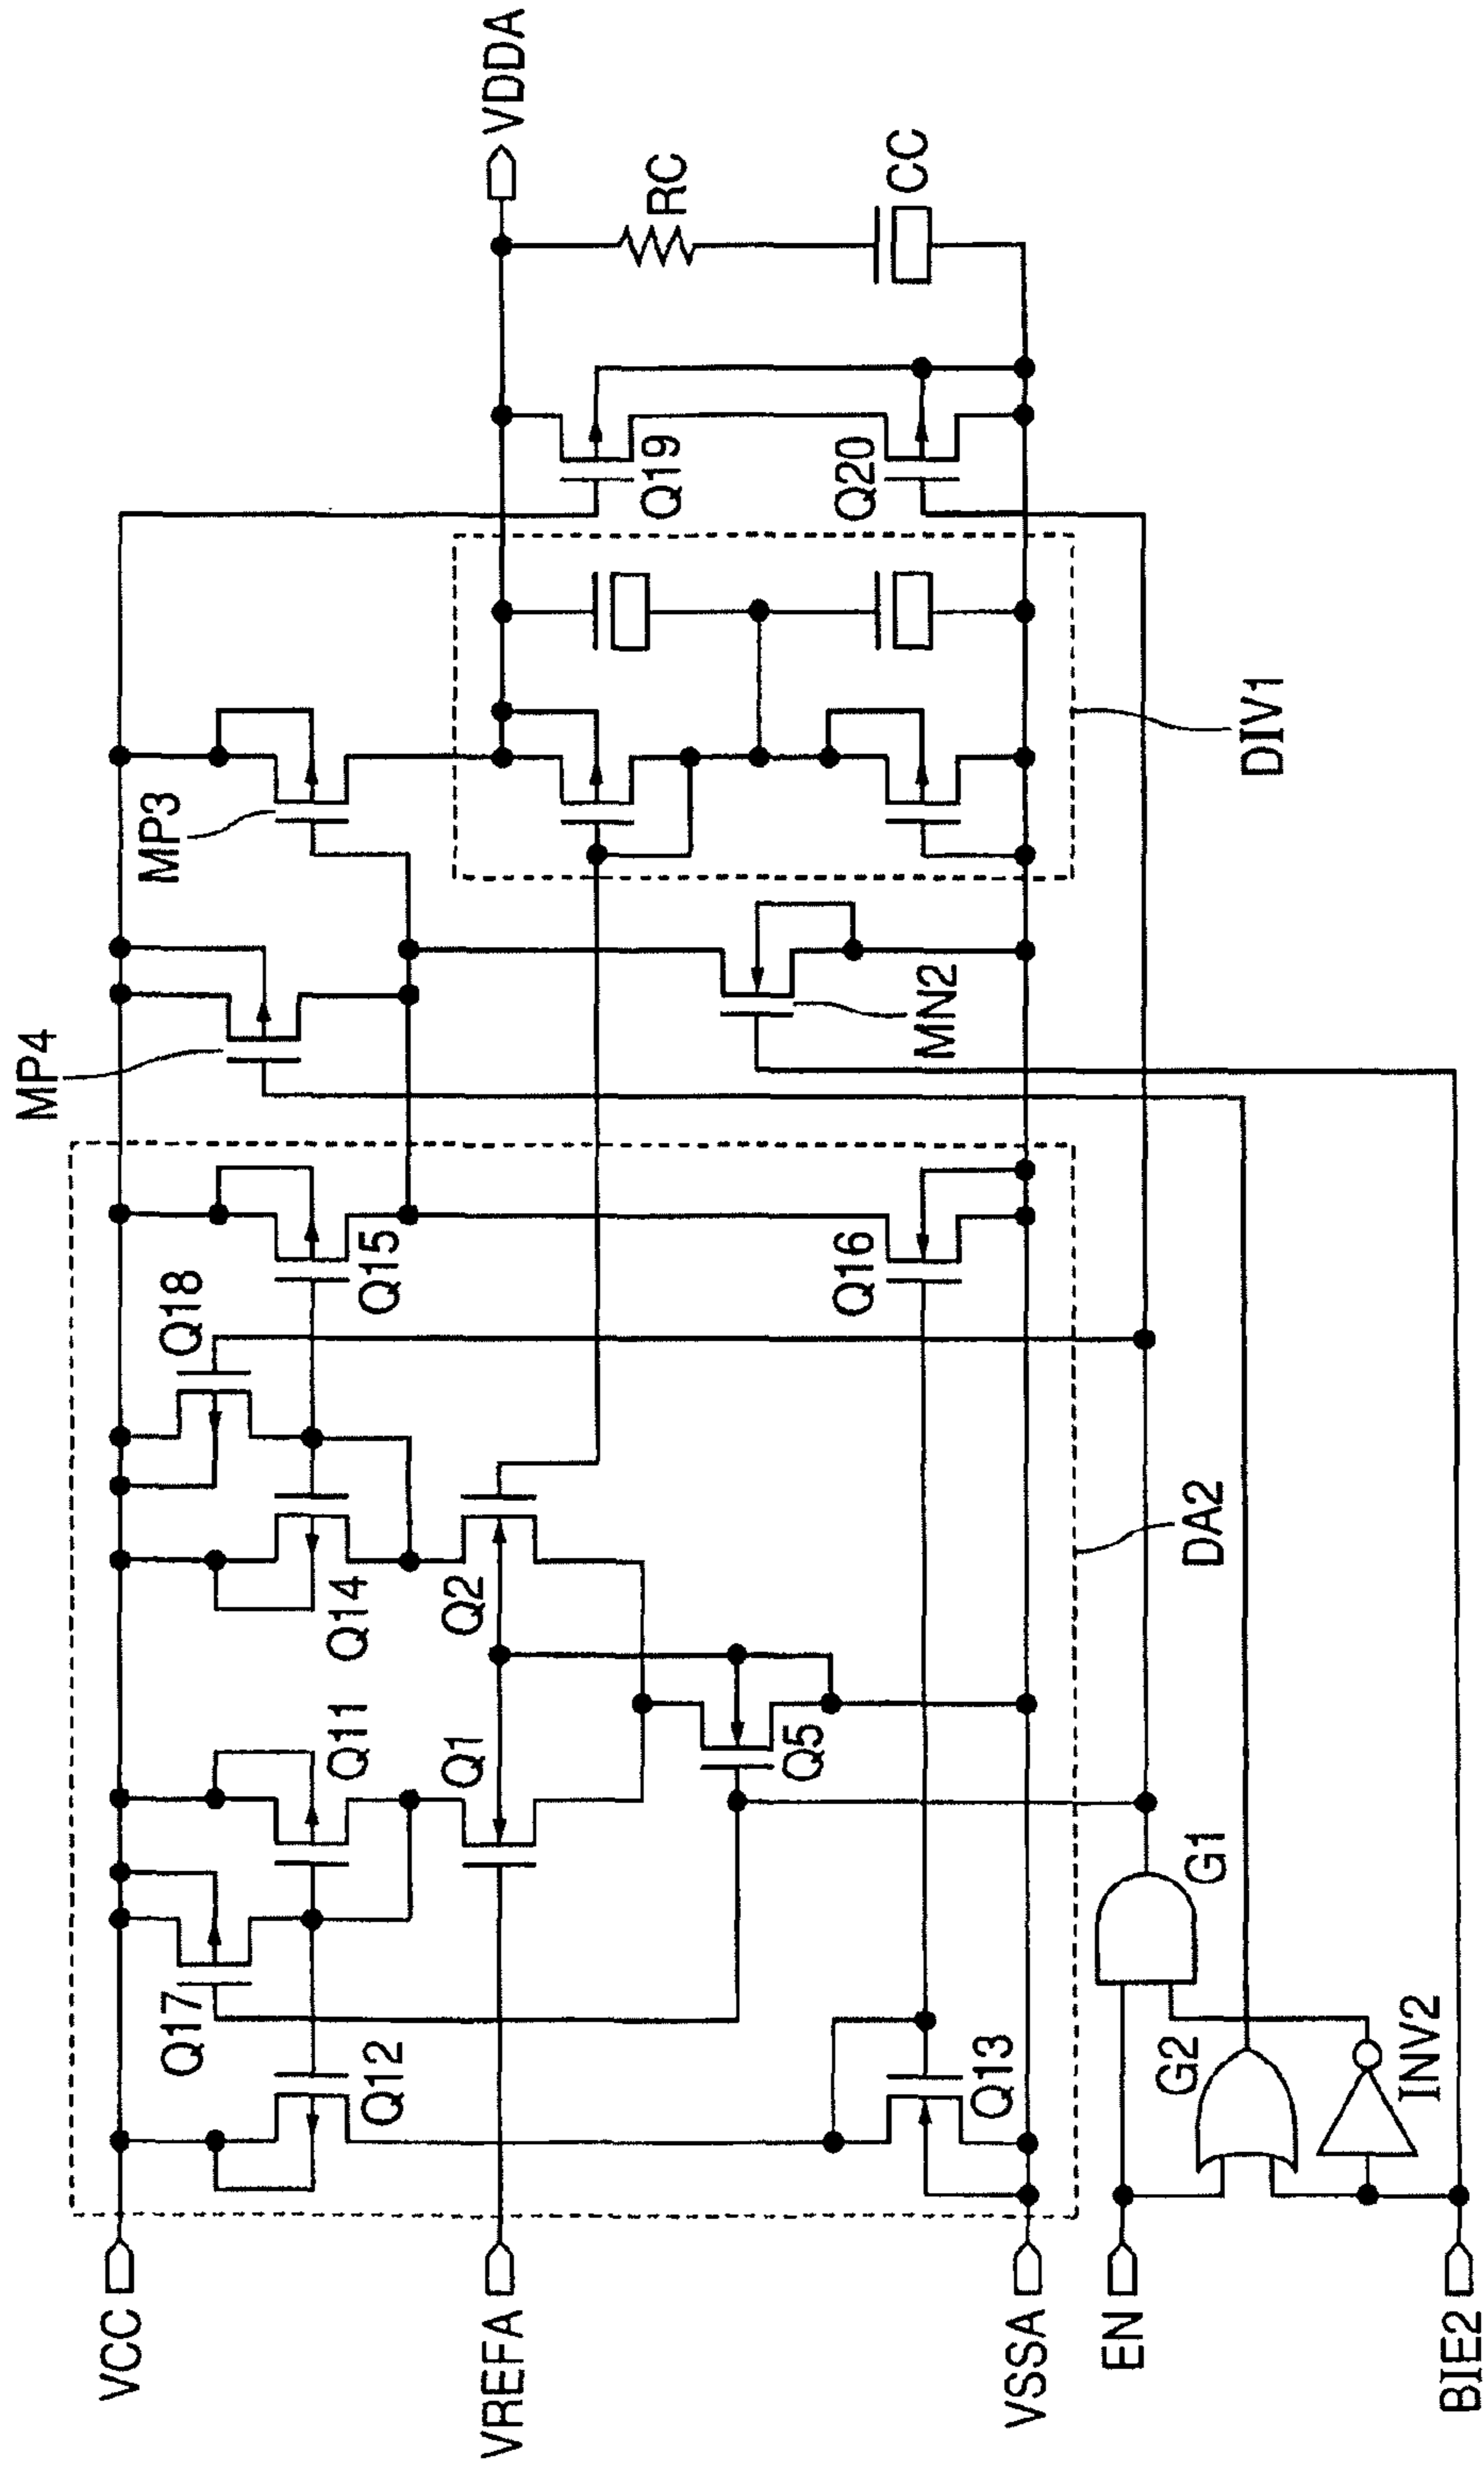 VCC
VREFA
VSSA
EN
BIE2
Q17
Q12
Q11
Q1
Q13
G1
G2
INV2
Q18
Q14
Q2
Q5
DA2
Q15
Q16
MP4
MN2
MP3
DIV1
Q19
Q20
RC
CC
VDDA